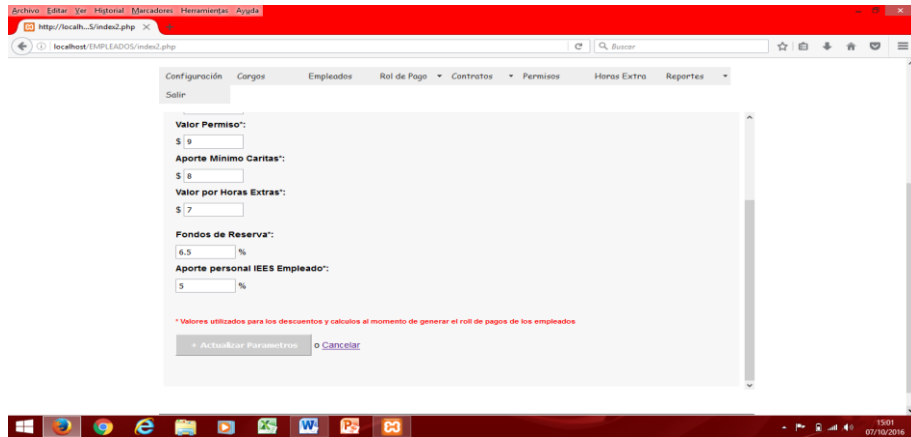 Archivo Editar Ver Historial Marcadores Herramientas Ayuda
http://localh...S/index2.php
localhost/EMPLEADOS/index2.php
Buscar
Configuración Cargos Empleados Rol de Pago Contratos Permisos Horas Extra Reportes
Salir
Valor Permiso*:
$ 9
Aporte Mínimo Caritas*:
$ 8
Valor por Horas Extras*:
$ 7
Fondos de Reserva*:
6.5 %
Aporte personal IEES Empleado*:
5 %
* Valores utilizados para los descuentos y calculos al momento de generar el roll de pagos de los empleados
+ Actualizar Parametros o Cancelar
15:01
07/10/2016